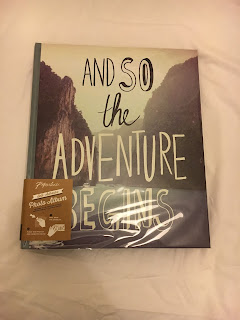 AND SO
the
ADVENTURE
BEGINS
Photo Album